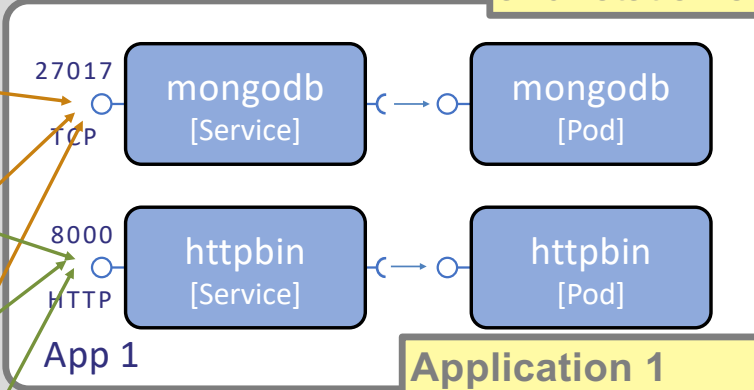 27017
TCP
mongodb
[Service]
mongodb
[Pod]
8000
HTTP
httpbin
[Service]
httpbin
[Pod]
App 1
Application 1